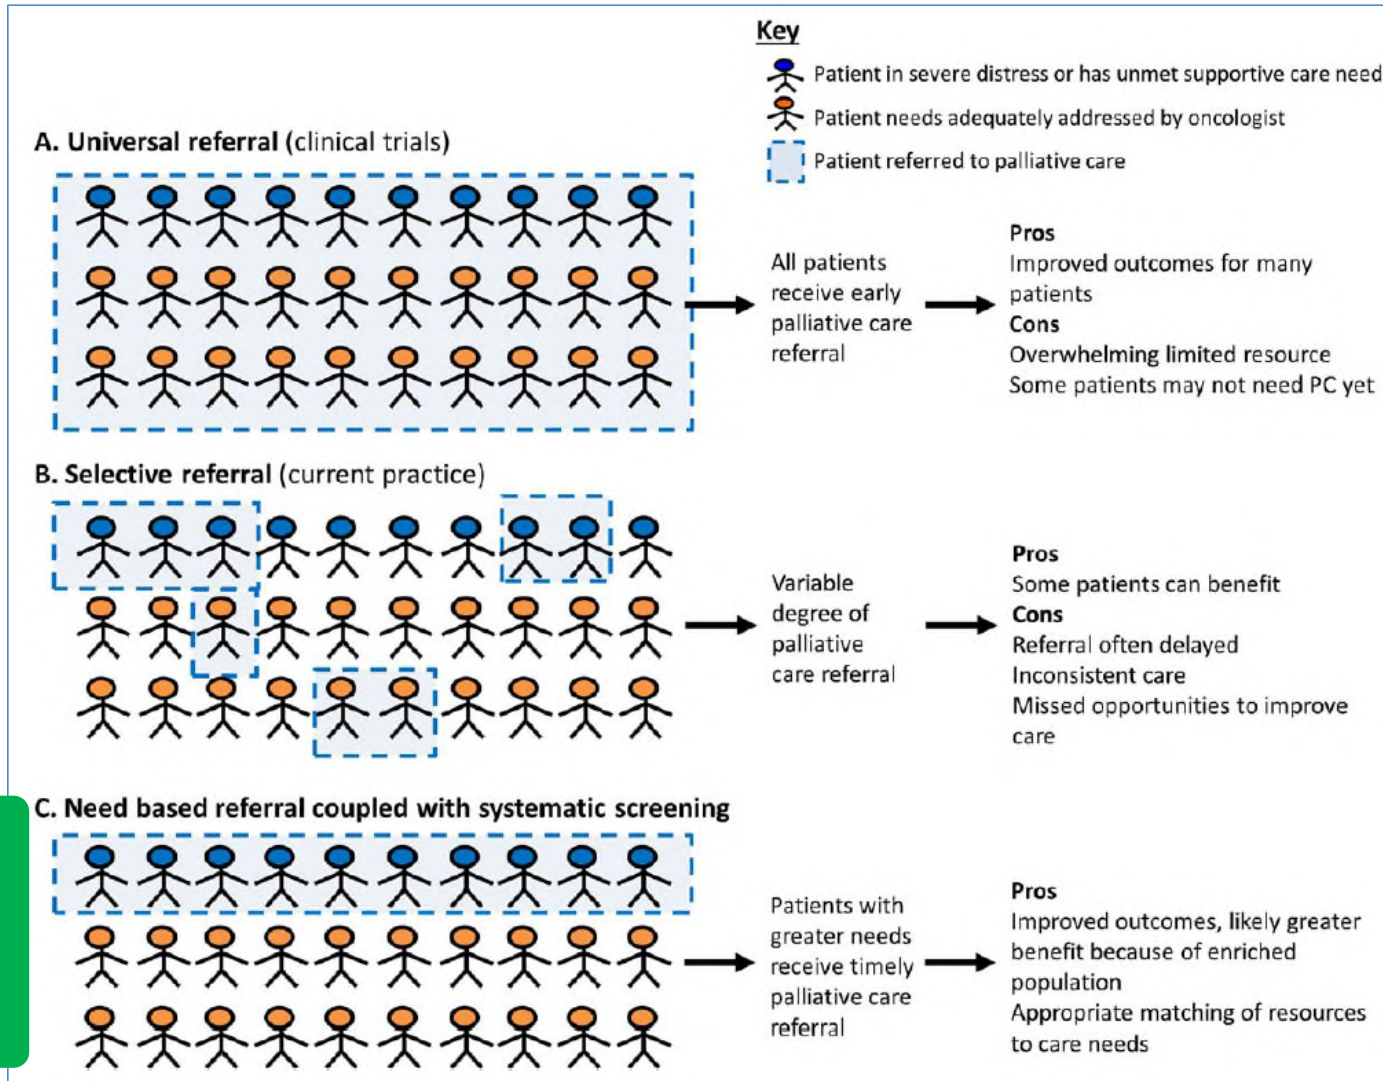 Key
Patient in severe distress or has unmet supportive care need
Patient needs adequately addressed by oncologist
Patient referred to palliative care
A. Universal referral (clinical trials)
All patients
receive early
palliative care
referral
Pros
Improved outcomes for many
patients
Cons
Overwhelming limited resource
Some patients may not need PC yet
B. Selective referral (current practice)
Variable
degree of
palliative
care referral
Pros
Some patients can benefit
Cons
Referral often delayed
Inconsistent care
Missed opportunities to improve
care
C. Need based referral coupled with systematic screening
Patients with
greater needs
receive timely
palliative care
referral
Pros
Improved outcomes, likely greater
benefit because of enriched
population
Appropriate matching of resources
to care needs